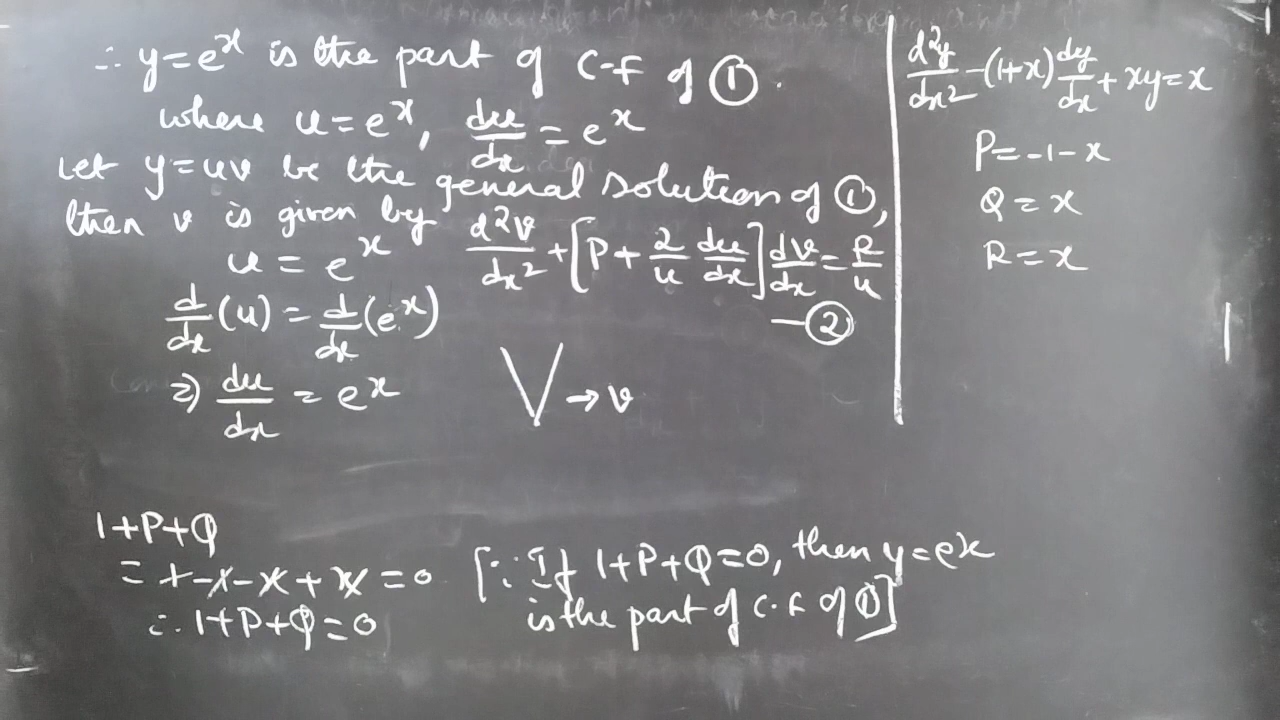 ∴ y=e^x is the part of C-F of ①.
where u=e^x, du/dx = e^x
Let y=uv be the general solution of ①,
then v is given by d²v/dx² + [P + 2/u du/dx] dv/dx = R/u
—②
u = e^x
d/dx (u) = d/dx (e^x)
⇒ du/dx = e^x
V → v
1+P+Q
= 1-1-x+x = 0
∴ 1+P+Q=0
[∵ If 1+P+Q=0, then y=e^x
is the part of C.F of ①]
d²y/dx² - (1+x) dy/dx + xy = x
P = -1-x
Q = x
R = x